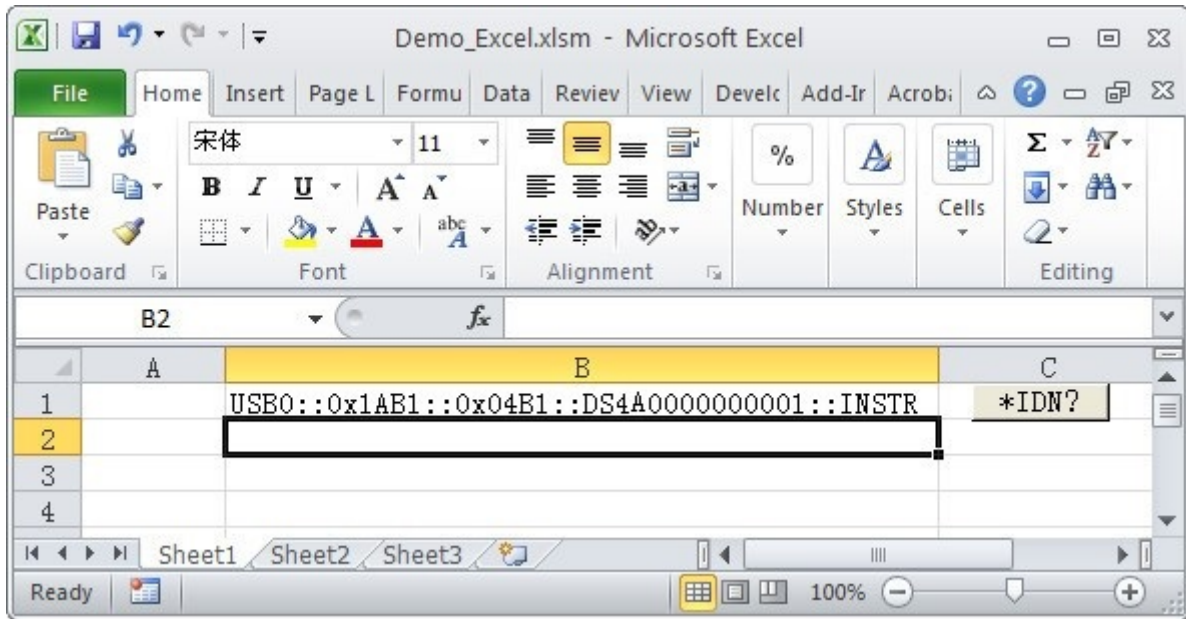 Demo_Excel.xlsm - Microsoft Excel
File Home Insert Page L Formu Data Review View Develc Add-Ir Acroba
宋体 11
% Σ A Z
B I U A A
Paste Number Styles Cells
A abc A
Clipboard Font Alignment Editing
B2 fx
A B C
1 USB0::0x1AB1::0x04B1::DS4A0000000001::INSTR *IDN?
2
3
4
Sheet1 Sheet2 Sheet3
Ready 100%